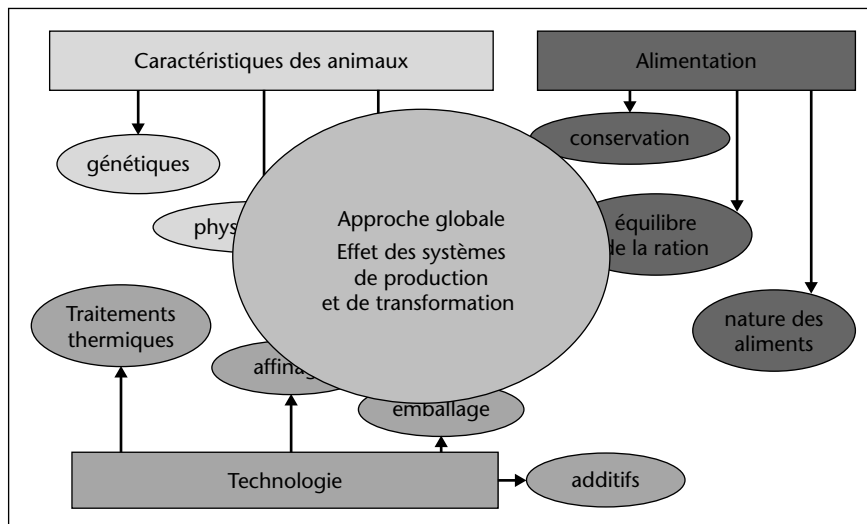 Caractéristiques des animaux
Alimentation
génétiques
conservation
Approche globale
Effet des systèmes
de production
et de transformation
équilibre
de la ration
Traitements
thermiques
nature des
aliments
affinag
emballage
Technologie
additifs